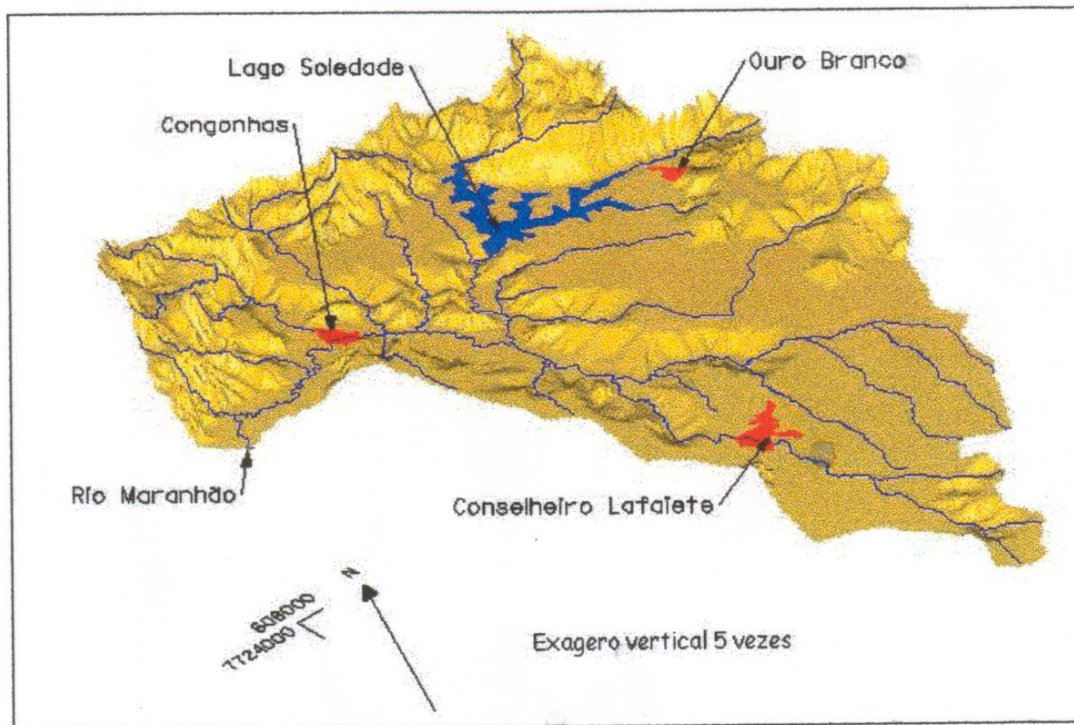 Lago Soledade
Ouro Branco
Congonhas
Rio Maranhão
Conselheiro Lafaiete
N
608000
7724000
Exagero vertical 5 vezes